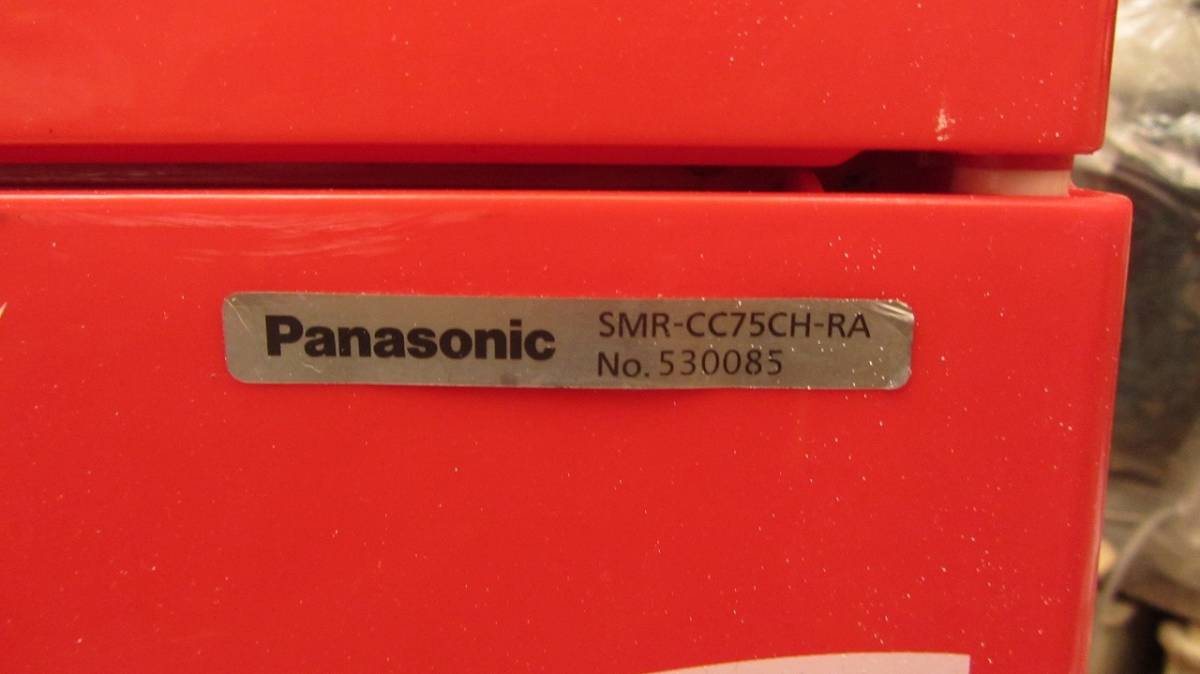 Panasonic
SMR-CC75CH-RA
No. 530085